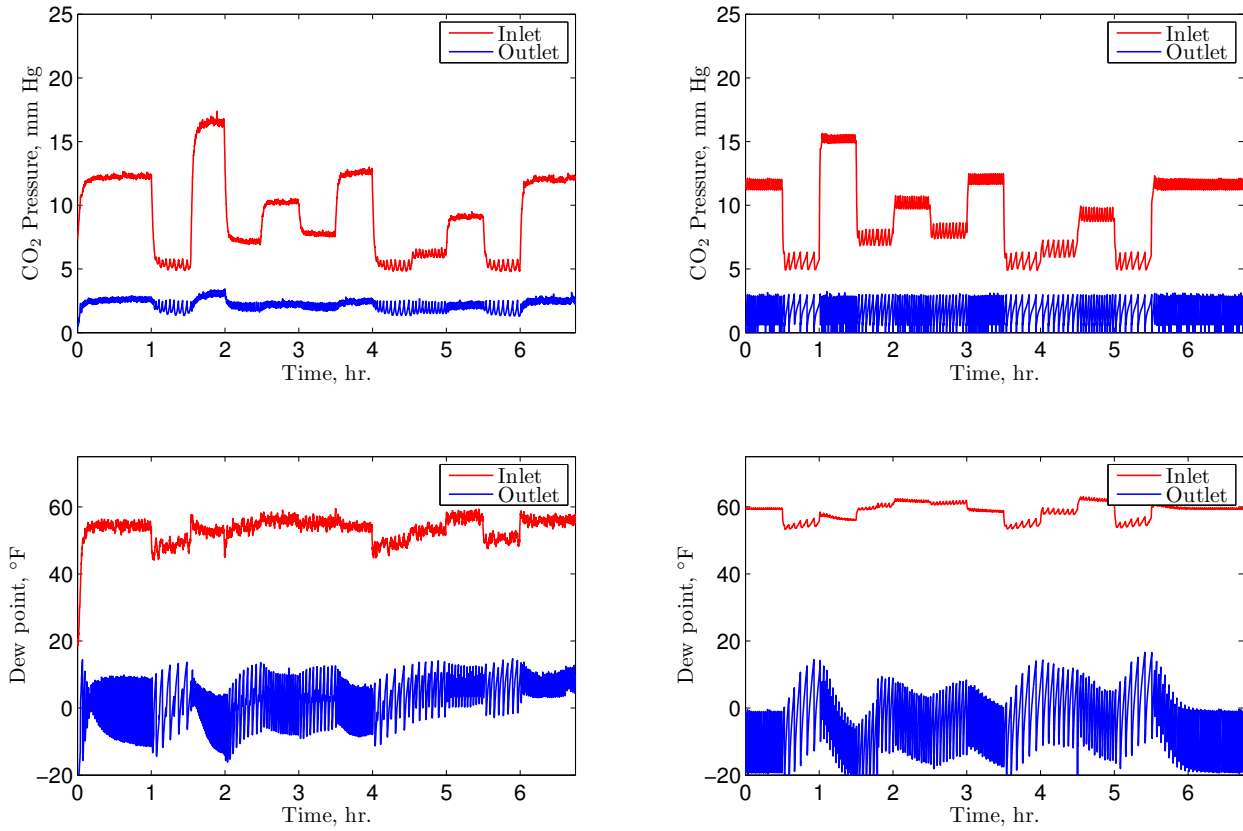 25
20
15
10
5
0
CO₂ Pressure, mm Hg
Inlet
Outlet
0 1 2 3 4 5 6
Time, hr.
25
20
15
10
5
0
CO₂ Pressure, mm Hg
Inlet
Outlet
0 1 2 3 4 5 6
Time, hr.
60
40
20
0
−20
Dew point, °F
Inlet
Outlet
0 1 2 3 4 5 6
Time, hr.
60
40
20
0
−20
Dew point, °F
Inlet
Outlet
0 1 2 3 4 5 6
Time, hr.